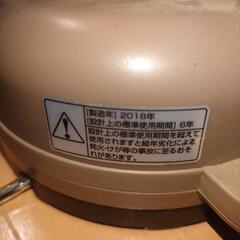 [製造年] 2018年
[設計上の標準使用期間] 6年
設計上の標準使用期間を超えて
使用されますと経年劣化による
発火・けが等の事故に至るおそ
れがあります。